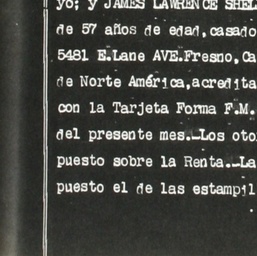 yo; y JAMES LAWRENCE SHEL
de 57 años de edad,casado
5481 E.Lane AVE.Fresno,Ca
de Norte América,acredita
con la Tarjeta Forma F.M.
del presente mes.-Los oto
puesto sobre la Renta.-La
puesto el de las estampil